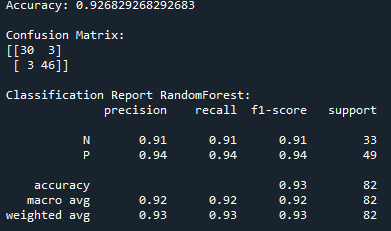 Accuracy: 0.926829268292683
Confusion Matrix:
[[30  3]
 [ 3 46]]
Classification Report RandomForest:
precision    recall  f1-score   support
N       0.91      0.91      0.91        33
P       0.94      0.94      0.94        49
accuracy                           0.93        82
macro avg       0.92      0.92      0.92        82
weighted avg       0.93      0.93      0.93        82